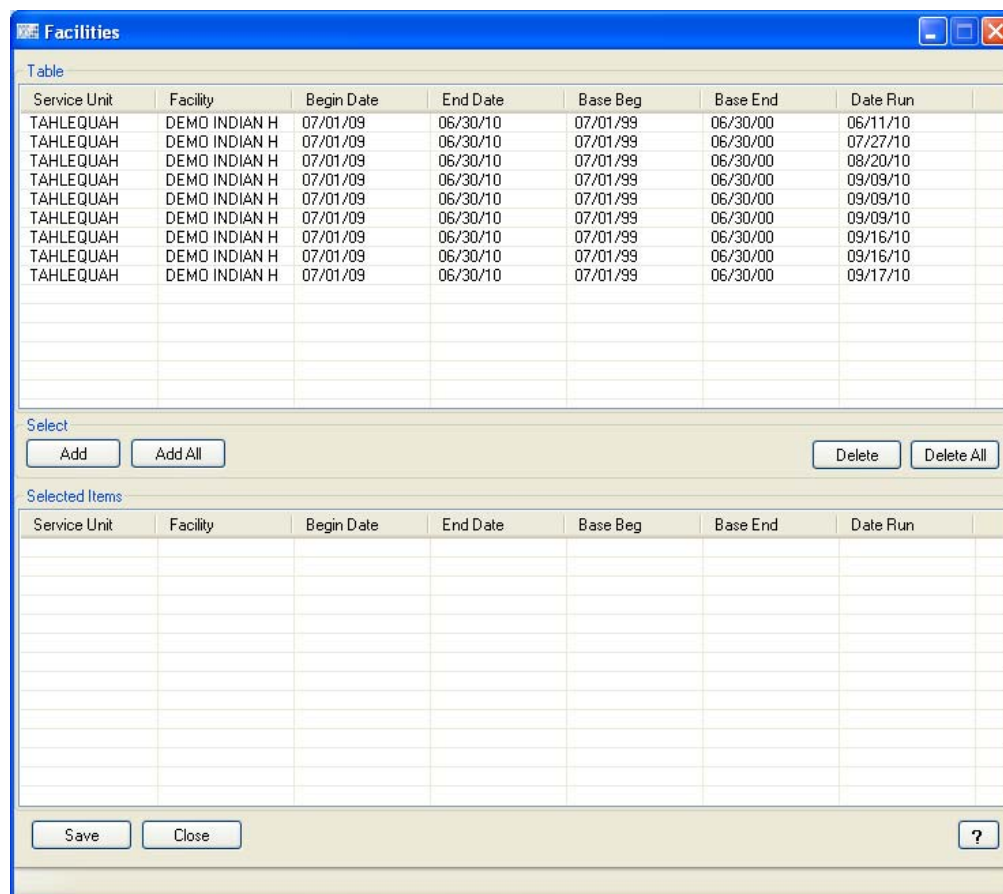 Facilities
Table
Service Unit Facility Begin Date End Date Base Beg Base End Date Run
TAHLEQUAH DEMO INDIAN H 07/01/09 06/30/10 07/01/99 06/30/00 06/11/10
TAHLEQUAH DEMO INDIAN H 07/01/09 06/30/10 07/01/99 06/30/00 07/27/10
TAHLEQUAH DEMO INDIAN H 07/01/09 06/30/10 07/01/99 06/30/00 08/20/10
TAHLEQUAH DEMO INDIAN H 07/01/09 06/30/10 07/01/99 06/30/00 09/09/10
TAHLEQUAH DEMO INDIAN H 07/01/09 06/30/10 07/01/99 06/30/00 09/09/10
TAHLEQUAH DEMO INDIAN H 07/01/09 06/30/10 07/01/99 06/30/00 09/09/10
TAHLEQUAH DEMO INDIAN H 07/01/09 06/30/10 07/01/99 06/30/00 09/16/10
TAHLEQUAH DEMO INDIAN H 07/01/09 06/30/10 07/01/99 06/30/00 09/16/10
TAHLEQUAH DEMO INDIAN H 07/01/09 06/30/10 07/01/99 06/30/00 09/17/10
Select
Add Add All Delete Delete All
Selected Items
Service Unit Facility Begin Date End Date Base Beg Base End Date Run
Save Close ?